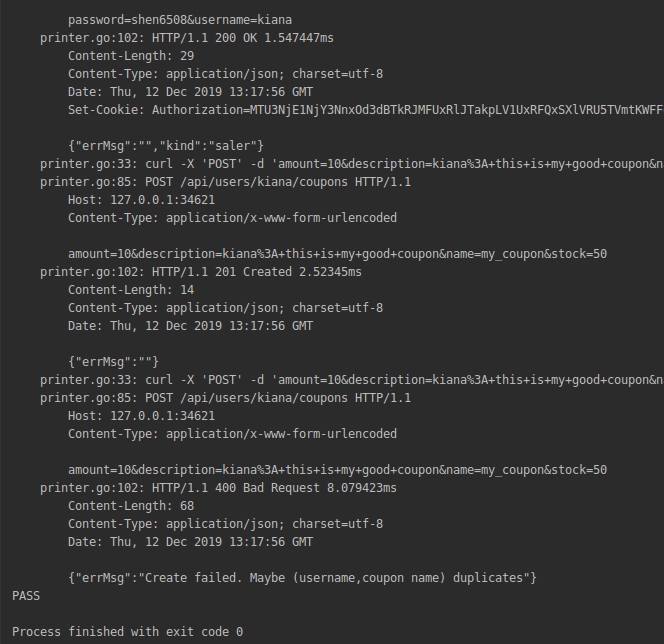 password=shen6508&username=kiana
printer.go:102: HTTP/1.1 200 OK 1.547447ms
Content-Length: 29
Content-Type: application/json; charset=utf-8
Date: Thu, 12 Dec 2019 13:17:56 GMT
Set-Cookie: Authorization=MTU3NjE1NjY3NnxOd3dBTkRJMFUxRlJTakpLV1UxRFQxSXlVRU5TVmtKWFF
{"errMsg":"","kind":"saler"}
printer.go:33: curl -X 'POST' -d 'amount=10&description=kiana%3A+this+is+my+good+coupon&n
printer.go:85: POST /api/users/kiana/coupons HTTP/1.1
Host: 127.0.0.1:34621
Content-Type: application/x-www-form-urlencoded
amount=10&description=kiana%3A+this+is+my+good+coupon&name=my_coupon&stock=50
printer.go:102: HTTP/1.1 201 Created 2.52345ms
Content-Length: 14
Content-Type: application/json; charset=utf-8
Date: Thu, 12 Dec 2019 13:17:56 GMT
{"errMsg":""}
printer.go:33: curl -X 'POST' -d 'amount=10&description=kiana%3A+this+is+my+good+coupon&n
printer.go:85: POST /api/users/kiana/coupons HTTP/1.1
Host: 127.0.0.1:34621
Content-Type: application/x-www-form-urlencoded
amount=10&description=kiana%3A+this+is+my+good+coupon&name=my_coupon&stock=50
printer.go:102: HTTP/1.1 400 Bad Request 8.079423ms
Content-Length: 68
Content-Type: application/json; charset=utf-8
Date: Thu, 12 Dec 2019 13:17:56 GMT
{"errMsg":"Create failed. Maybe (username,coupon name) duplicates"}
PASS
Process finished with exit code 0